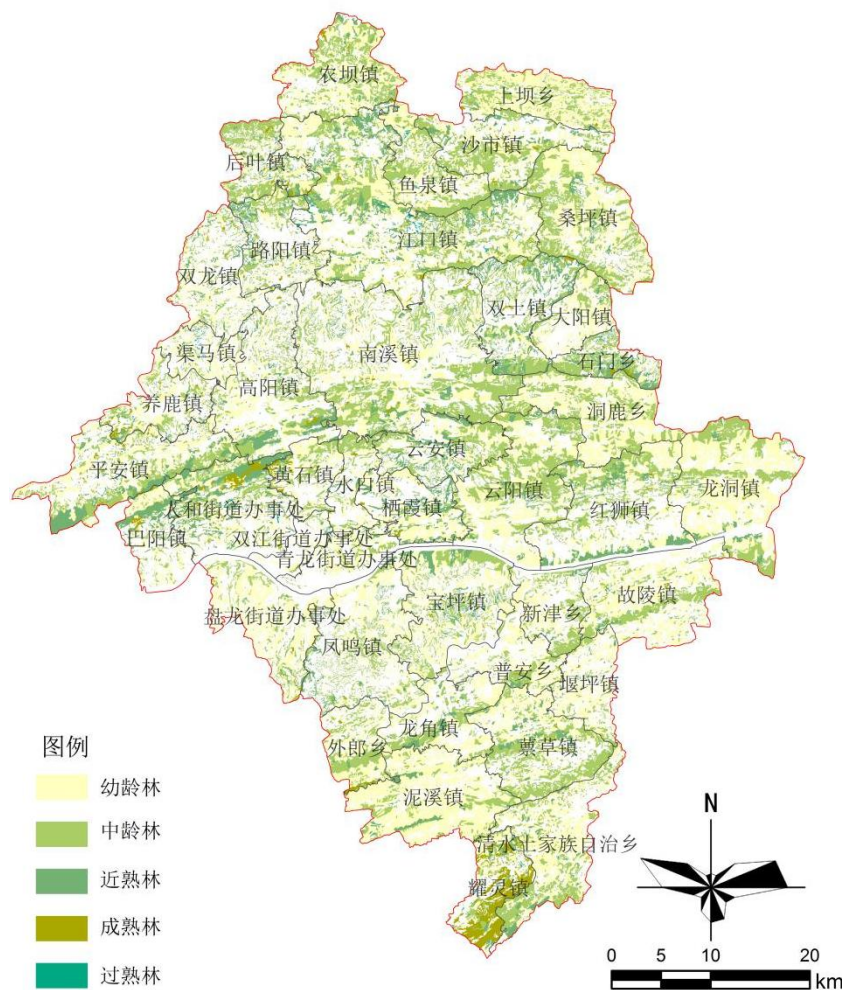 农坝镇
上坝乡
沙市镇
后叶镇
鱼泉镇
桑坪镇
江口镇
路阳镇
双龙镇
双土镇
大阳镇
渠马镇
南溪镇
石门乡
高阳镇
养鹿镇
洞鹿乡
云安镇
平安镇
黄石镇
水口镇
云阳镇
龙洞镇
人和街道办事处
栖霞镇
红狮镇
巴阳镇
双江街道办事处
青龙街道办事处
宝坪镇
故陵镇
盘龙街道办事处
新津乡
凤鸣镇
普安乡
堰坪镇
龙角镇
外郎乡
票草镇
泥溪镇
清水土家族自治乡
耀灵镇
图例
幼龄林
中龄林
近熟林
成熟林
过熟林
N
0 5 10 20
km